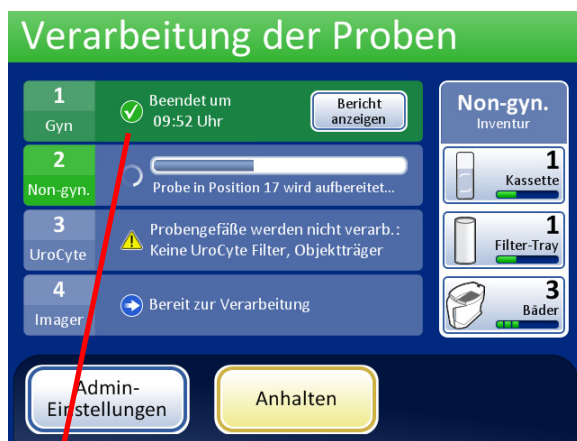 Verarbeitung der Proben
1
Gyn
Beendet um
09:52 Uhr
Bericht
anzeigen
2
Non-gyn.
Probe in Position 17 wird aufbereitet...
3
UroCyte
Probengefäße werden nicht verarb.:
Keine UroCyte Filter, Objektträger
4
Imager
Bereit zur Verarbeitung
Non-gyn.
Inventur
1
Kassette
1
Filter-Tray
3
Bäder
Admin-
Einstellungen
Anhalten